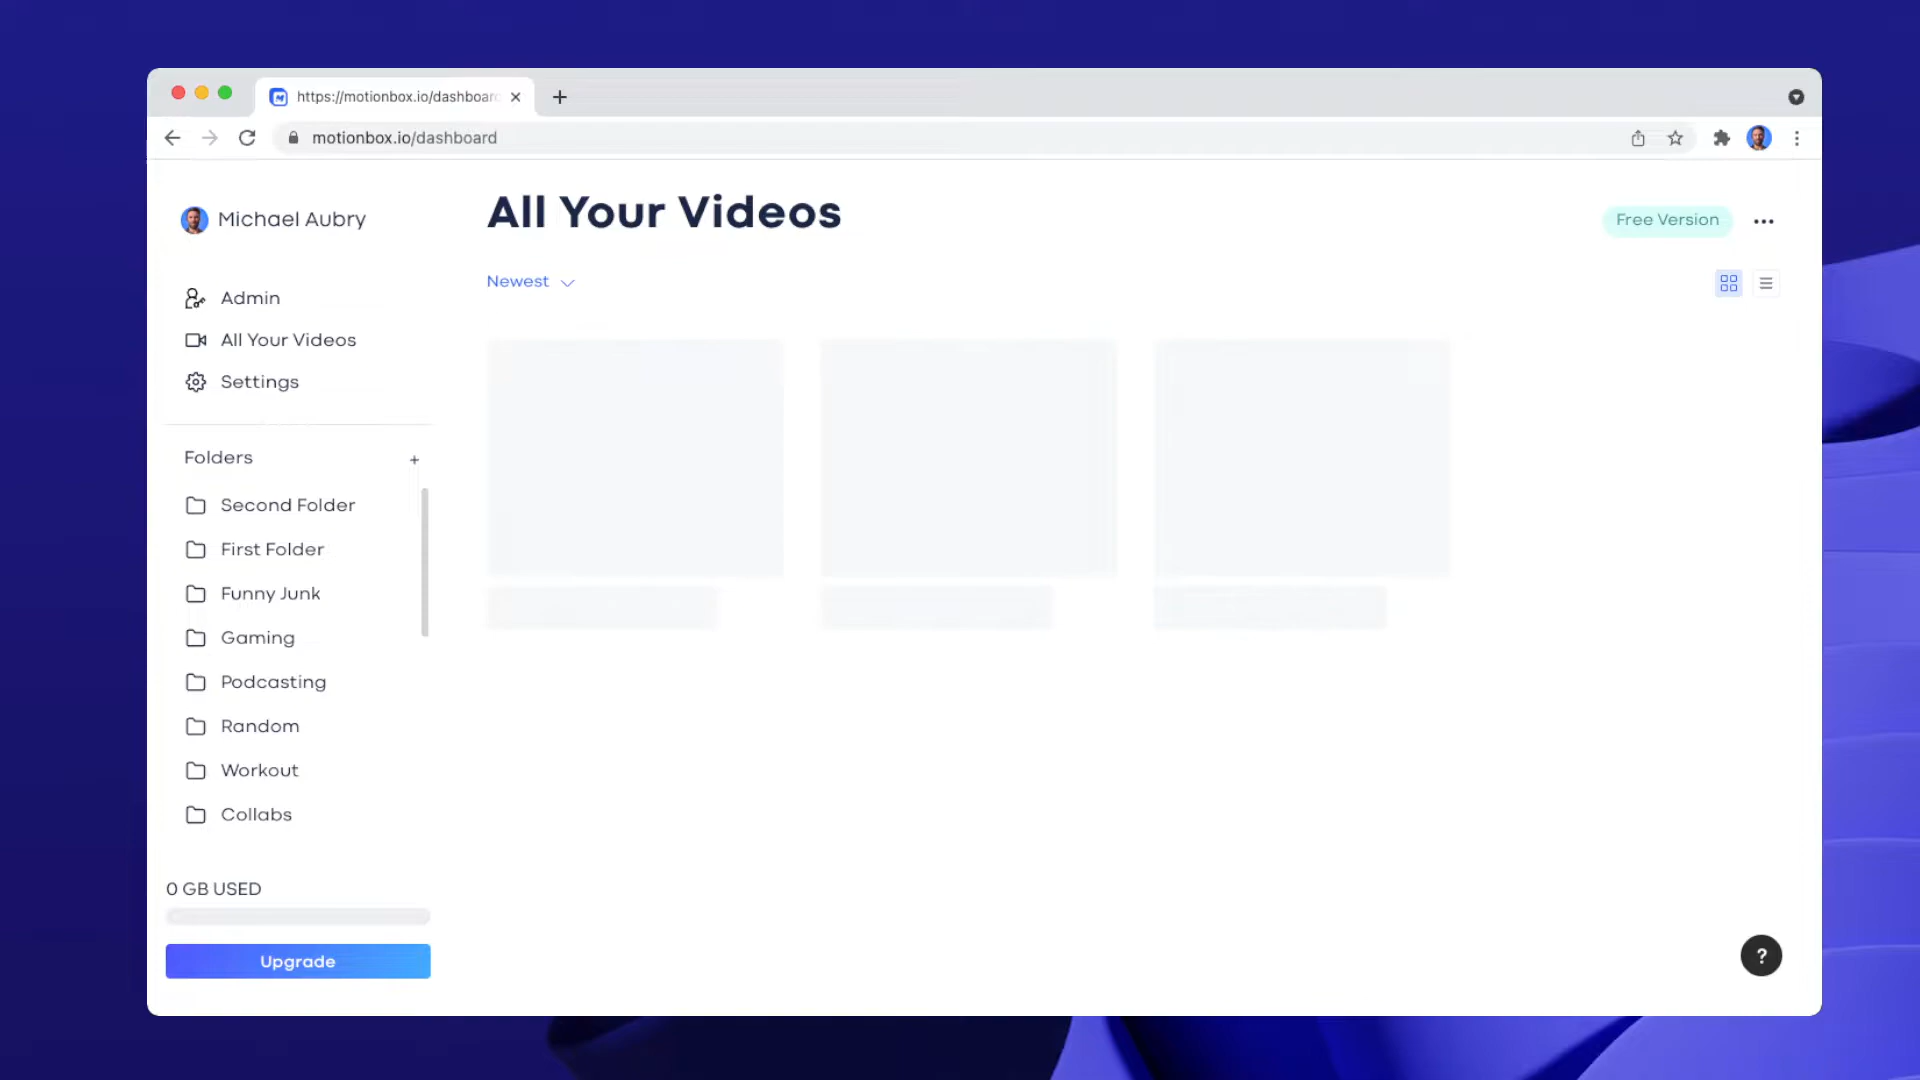 https://motionbox.io/dashboar
motionbox.io/dashboard
Michael Aubry
All Your Videos
Free Version
Newest
Admin
All Your Videos
Settings
Folders
Second Folder
First Folder
Funny Junk
Gaming
Podcasting
Random
Workout
Collabs
0 GB USED
Upgrade
?